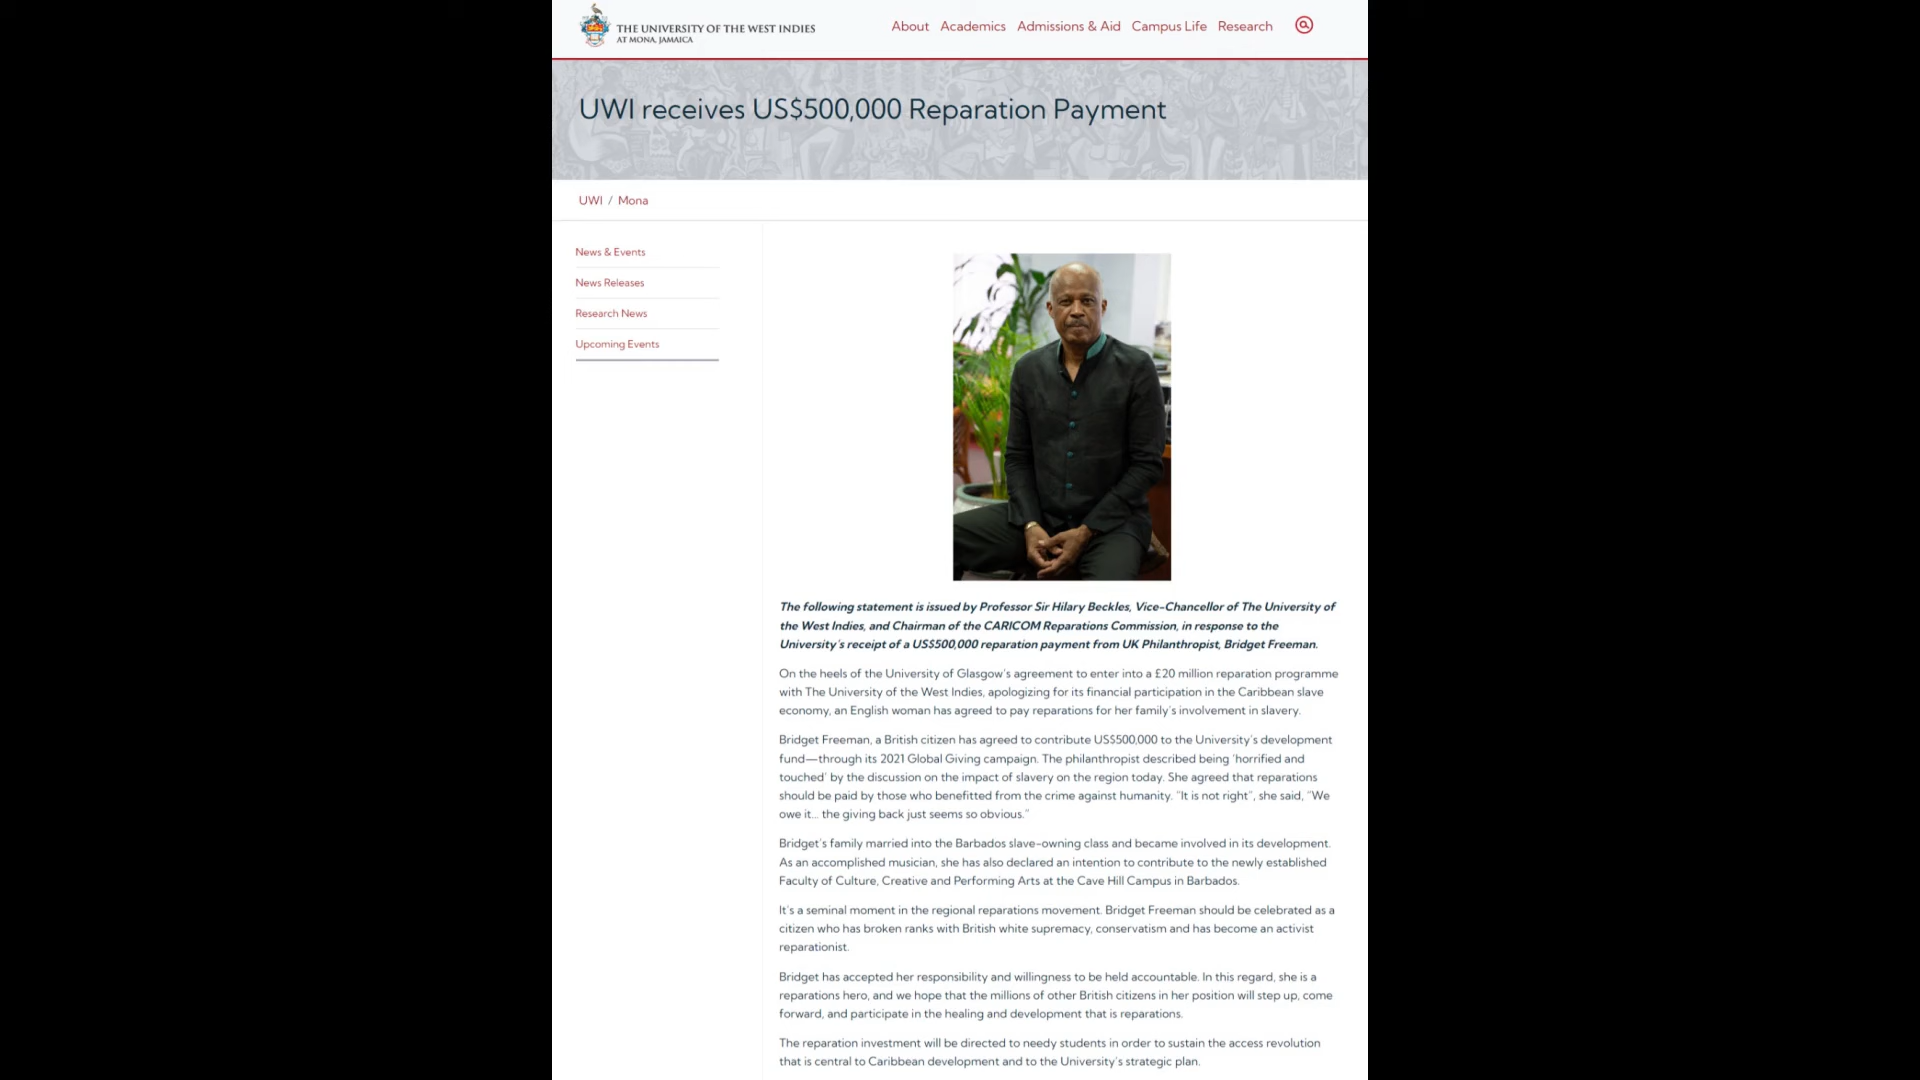 THE UNIVERSITY OF THE WEST INDIES
AT MONA, JAMAICA
About Academics Admissions & Aid Campus Life Research
UWI receives US$500,000 Reparation Payment
UWI / Mona
News & Events
News Releases
Research News
Upcoming Events
The following statement is issued by Professor Sir Hilary Beckles, Vice-Chancellor of The University of
the West Indies, and Chairman of the CARICOM Reparations Commission, in response to the
University's receipt of a US$500,000 reparation payment from UK Philanthropist, Bridget Freeman.
On the heels of the University of Glasgow's agreement to enter into a £20 million reparation programme
with The University of the West Indies, apologizing for its financial participation in the Caribbean slave
economy, an English woman has agreed to pay reparations for her family's involvement in slavery.
Bridget Freeman, a British citizen has agreed to contribute US$500,000 to the University's development
fund—through its 2021 Global Giving campaign. The philanthropist described being 'horrified and
touched' by the discussion on the impact of slavery on the region today. She agreed that reparations
should be paid by those who benefitted from the crime against humanity. "It is not right", she said, "We
owe it... the giving back just seems so obvious."
Bridget's family married into the Barbados slave-owning class and became involved in its development.
As an accomplished musician, she has also declared an intention to contribute to the newly established
Faculty of Culture, Creative and Performing Arts at the Cave Hill Campus in Barbados.
It's a seminal moment in the regional reparations movement. Bridget Freeman should be celebrated as a
citizen who has broken ranks with British white supremacy, conservatism and has become an activist
reparationist.
Bridget has accepted her responsibility and willingness to be held accountable. In this regard, she is a
reparations hero, and we hope that the millions of other British citizens in her position will step up, come
forward, and participate in the healing and development that is reparations.
The reparation investment will be directed to needy students in order to sustain the access revolution
that is central to Caribbean development and to the University's strategic plan.